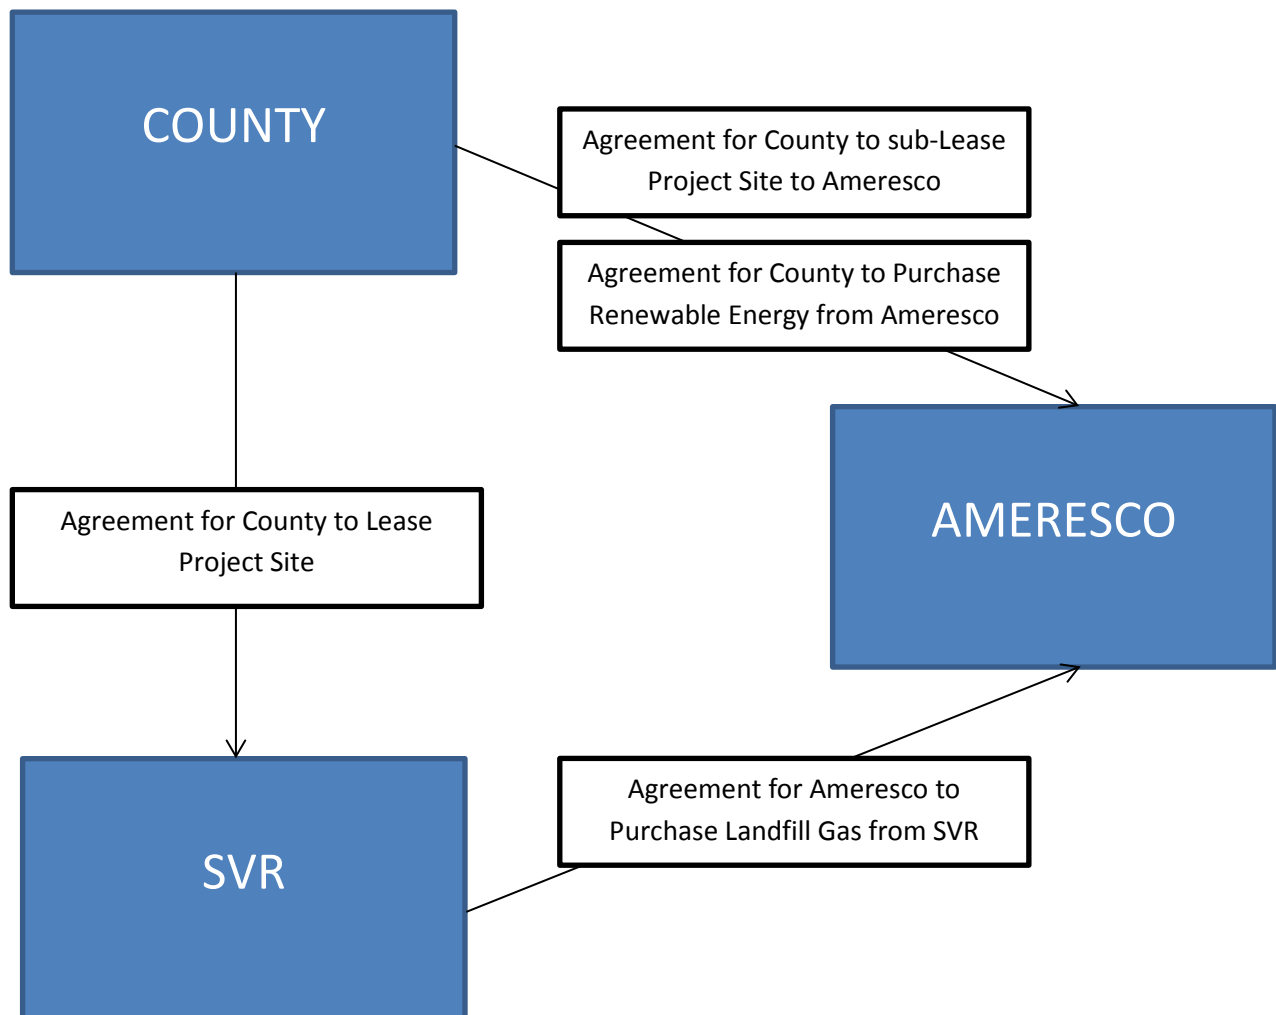 COUNTY
Agreement for County to sub-Lease
Project Site to Ameresco
Agreement for County to Purchase
Renewable Energy from Ameresco
AMERESCO
Agreement for County to Lease
Project Site
SVR
Agreement for Ameresco to
Purchase Landfill Gas from SVR